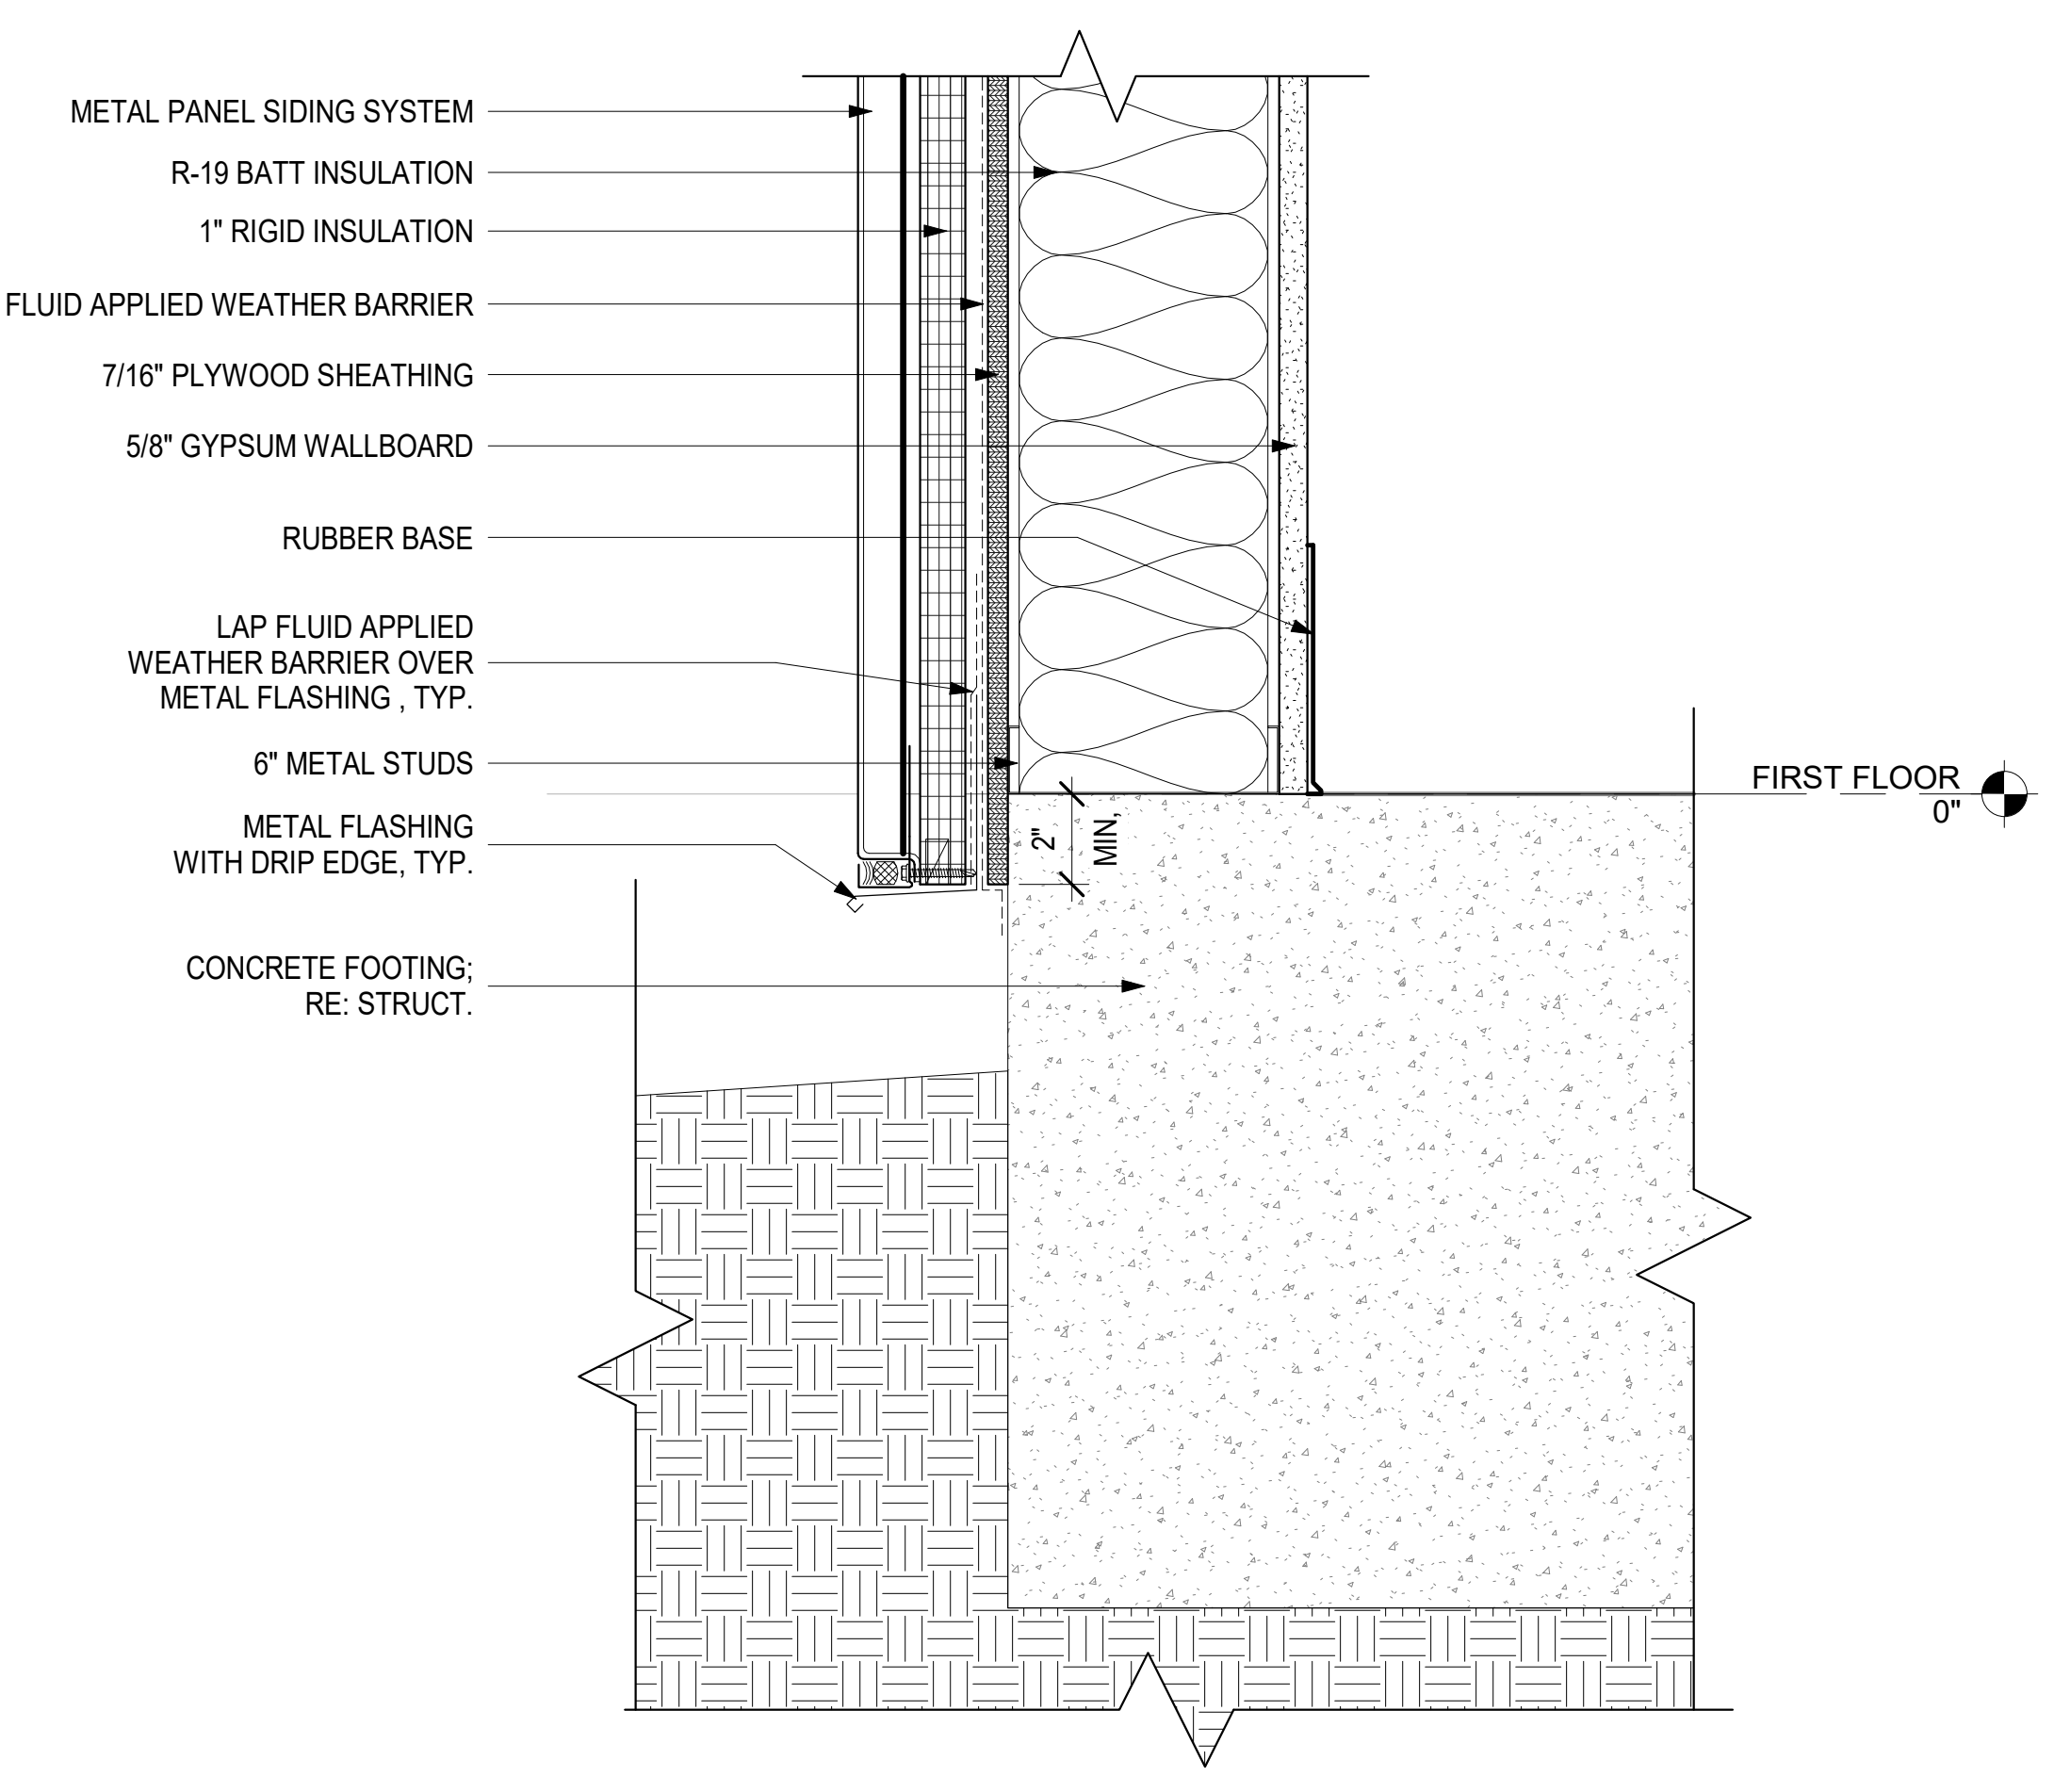 METAL PANEL SIDING SYSTEM
R-19 BATT INSULATION
1" RIGID INSULATION
FLUID APPLIED WEATHER BARRIER
7/16" PLYWOOD SHEATHING
5/8" GYPSUM WALLBOARD
RUBBER BASE
LAP FLUID APPLIED
WEATHER BARRIER OVER
METAL FLASHING , TYP.
6" METAL STUDS
METAL FLASHING
WITH DRIP EDGE, TYP.
CONCRETE FOOTING;
RE: STRUCT.
2"
MIN,
FIRST FLOOR
0"